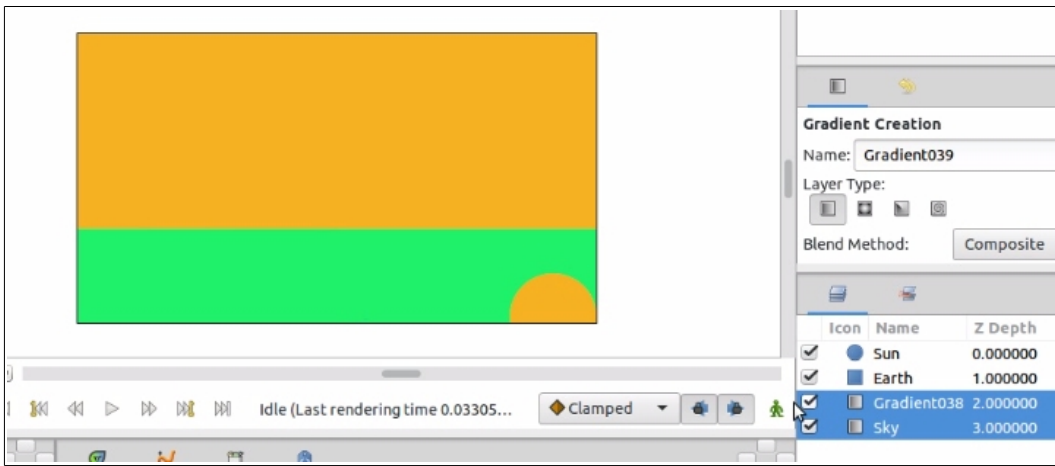 Gradient Creation
Name: Gradient039
Layer Type:
Blend Method: Composite
Icon Name Z Depth
Sun 0.000000
Earth 1.000000
Gradient038 2.000000
Sky 3.000000
Idle (Last rendering time 0.03305... Clamped